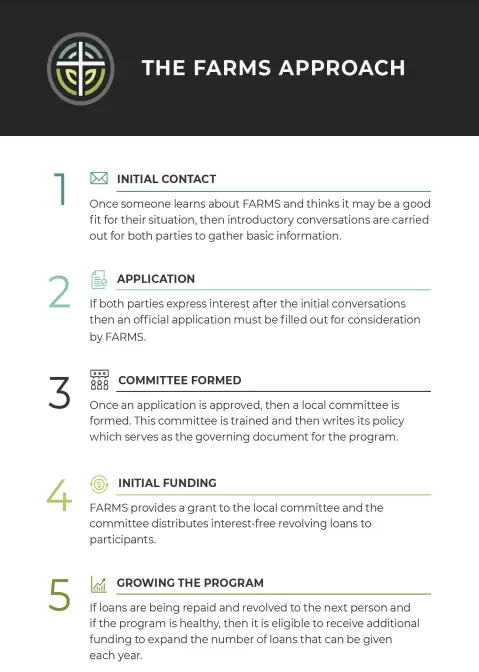 THE FARMS APPROACH
1
INITIAL CONTACT
Once someone learns about FARMS and thinks it may be a good
fit for their situation, then introductory conversations are carried
out for both parties to gather basic information.
2
APPLICATION
If both parties express interest after the initial conversations
then an official application must be filled out for consideration
by FARMS.
3
COMMITTEE FORMED
Once an application is approved, then a local committee is
formed. This committee is trained and then writes its policy
which serves as the governing document for the program.
4
INITIAL FUNDING
FARMS provides a grant to the local committee and the
committee distributes interest-free revolving loans to
participants.
5
GROWING THE PROGRAM
If loans are being repaid and revolved to the next person and
if the program is healthy, then it is eligible to receive additional
funding to expand the number of loans that can be given
each year.